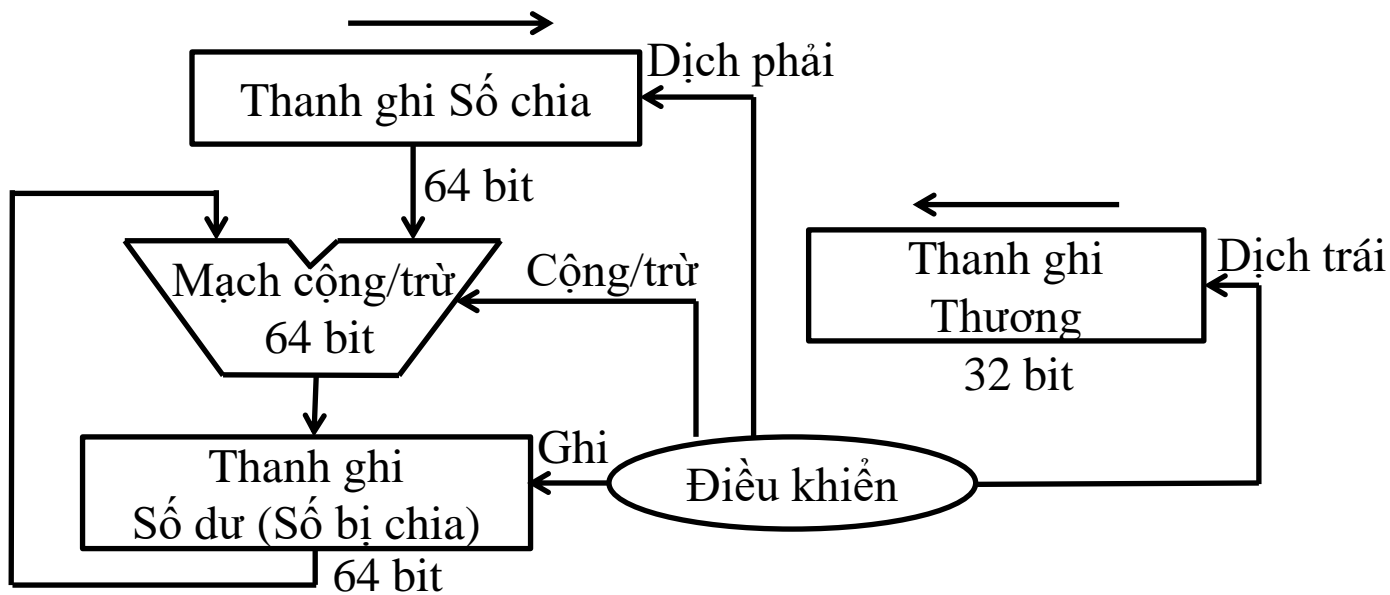 Dịch phải
Thanh ghi Số chia
64 bit
Mạch cộng/trừ
64 bit
Cộng/trừ
Thanh ghi
Thương
Dịch trái
32 bit
Thanh ghi
Số dư (Số bị chia)
Ghi
Điều khiển
64 bit